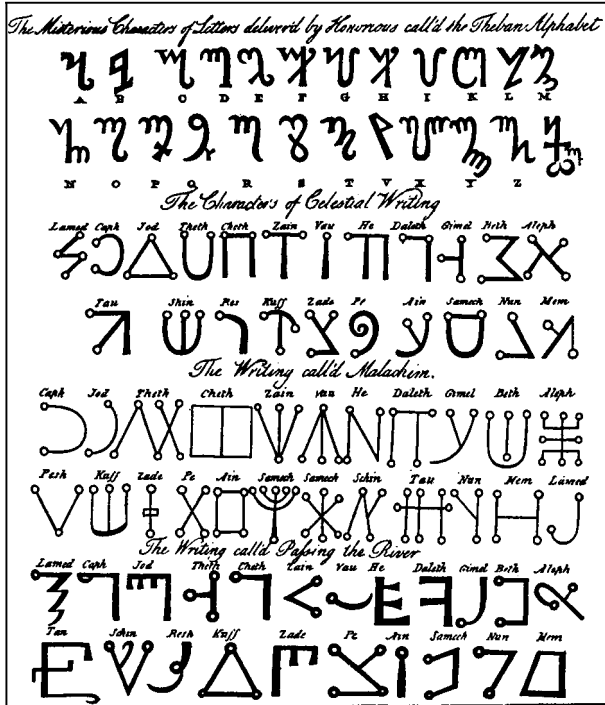 The Misterious Characters of Letters deliver'd by Honorious call'd the Theban Alphabet
A B C D E F G H I K L M
N O P Q R S T V X Y Z
The Characters of Celestial Writing
Lamed Caph Jod Theth Cheth Zain Vau He Daleth Gimel Beth Aleph
Tau Shin Res Kuff Zade Pe Ain Samech Nun Mem
The Writing call'd Malachim.
Caph Jod Theth Cheth Zain Vau He Daleth Gimel Beth Aleph
Resh Kuff Zade Pe Ain Samech Samech Schin Tau Nun Mem Lamed
The Writing call'd Passing the River
Lamed Caph Jod Theth Cheth Zain Vau He Daleth Gimel Beth Aleph
Tau Schin Resh Kuff Zade Pe Ain Samech Nun Mem